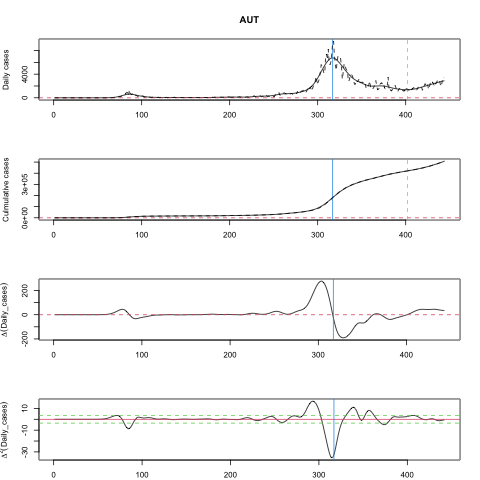 AUT
Daily cases
0 4000
0 100 200 300 400
Culmulative cases
0e+00 3e+05
0 100 200 300 400
Δ(Daily_cases)
-200 0 200
0 100 200 300 400
Δ²(Daily_cases)
-30 -10 10
0 100 200 300 400